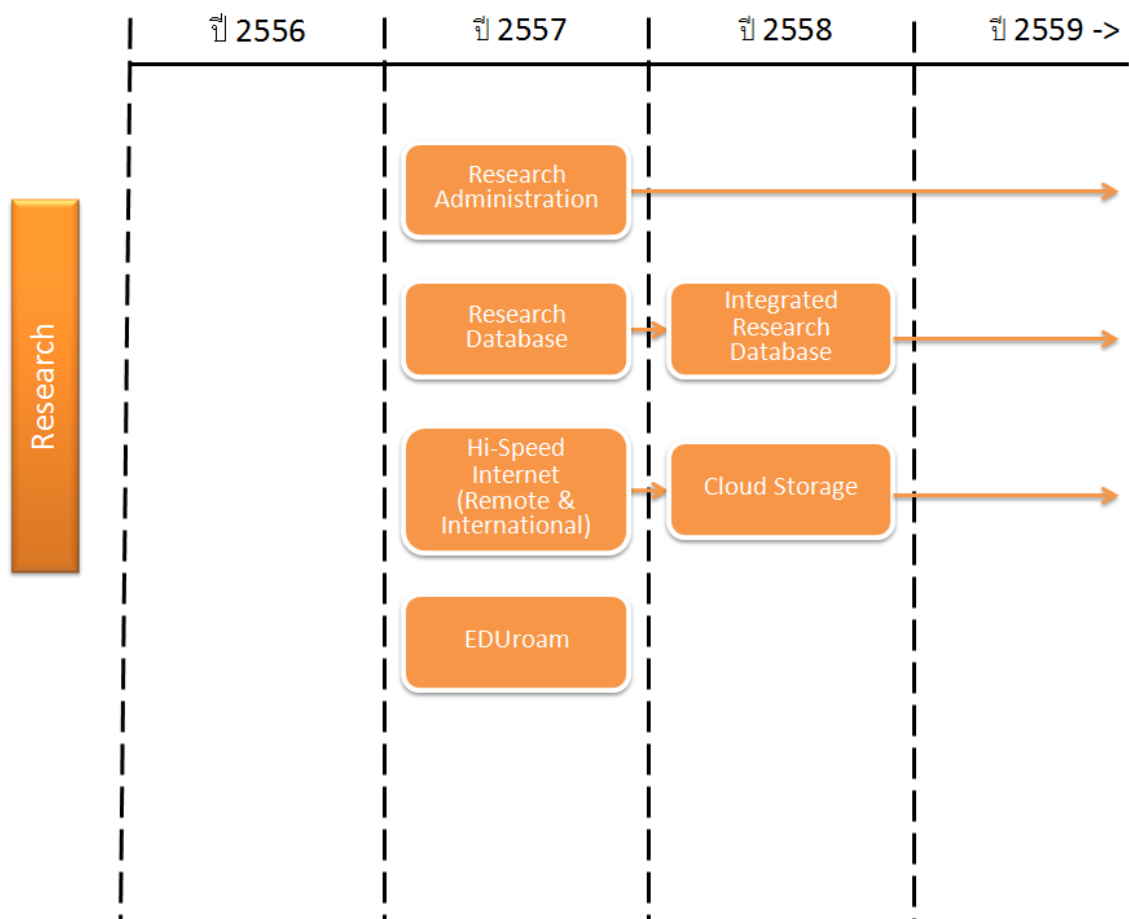 ปี 2556
ปี 2557
ปี 2558
ปี 2559 ->
Research
Research
Administration
Research
Database
Integrated
Research
Database
Hi-Speed
Internet
(Remote &
International)
Cloud Storage
EDUroam